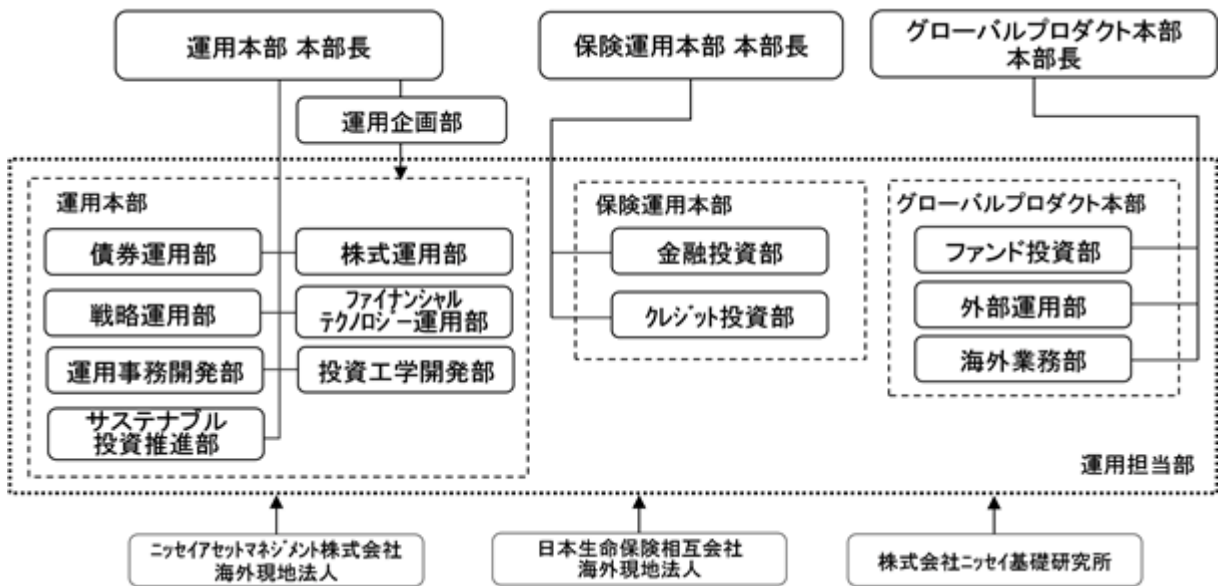 運用本部 本部長
保険運用本部 本部長
グローバルプロダクト本部
本部長
運用企画部
運用本部
債券運用部
株式運用部
戦略運用部
ファイナンシャル
テクノロジー運用部
運用事務開発部
投資工学開発部
サステナブル
投資推進部
保険運用本部
金融投資部
クレジット投資部
グローバルプロダクト本部
ファンド投資部
外部運用部
海外業務部
運用担当部
ニッセイアセットマネジメント株式会社
海外現地法人
日本生命保険相互会社
海外現地法人
株式会社ニッセイ基礎研究所